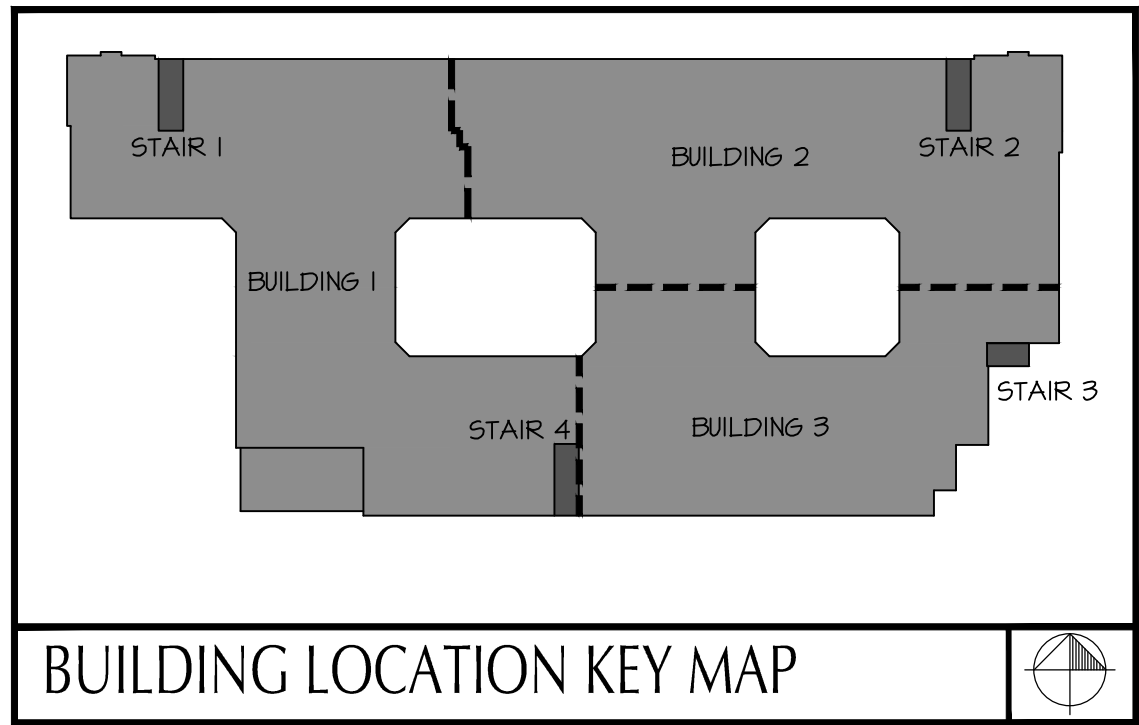 STAIR 1
STAIR 2
BUILDING 2
BUILDING 1
STAIR 3
STAIR 4
BUILDING 3
BUILDING LOCATION KEY MAP